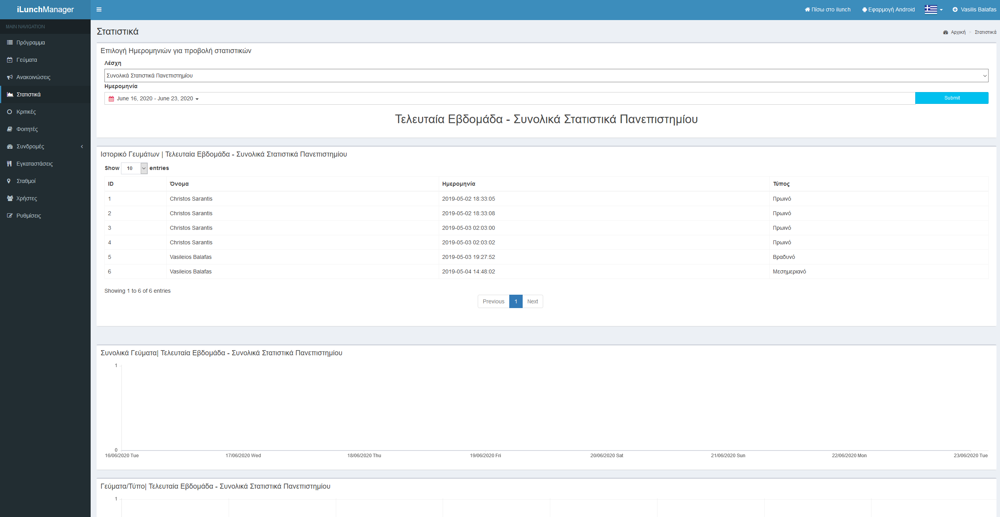 iLunchManager
Πίσω στο ilunch
Εφαρμογή Android
Vasilis Balafas
MAIN NAVIGATION
Πρόγραμμα
Γεύματα
Ανακοινώσεις
Στατιστικά
Κριτικές
Φοιτητές
Συνδρομές
Εγκαταστάσεις
Σταθμοί
Χρήστες
Ρυθμίσεις
Στατιστικά
Αρχική > Στατιστικά
Επιλογή Ημερομηνιών για προβολή στατιστικών
Λέσχη
Συνολικά Στατιστικά Πανεπιστημίου
Ημερομηνία
June 16, 2020 - June 23, 2020
Submit
Τελευταία Εβδομάδα - Συνολικά Στατιστικά Πανεπιστημίου
Ιστορικό Γευμάτων | Τελευταία Εβδομάδα - Συνολικά Στατιστικά Πανεπιστημίου
Show 10 entries
ID Όνομα Ημερομηνία Τύπος
1 Christos Sarantis 2019-05-02 18:33:05 Πρωινό
2 Christos Sarantis 2019-05-02 18:33:08 Πρωινό
3 Christos Sarantis 2019-05-03 02:03:00 Πρωινό
4 Christos Sarantis 2019-05-03 02:03:02 Πρωινό
5 Vasileios Balafas 2019-05-03 19:27:52 Βραδυνό
6 Vasileios Balafas 2019-05-04 14:48:02 Μεσημεριανό
Showing 1 to 6 of 6 entries
Previous 1 Next
Συνολικά Γεύματα| Τελευταία Εβδομάδα - Συνολικά Στατιστικά Πανεπιστημίου
1
0
16/06/2020 Tue 17/06/2020 Wed 18/06/2020 Thu 19/06/2020 Fri 20/06/2020 Sat 21/06/2020 Sun 22/06/2020 Mon 23/06/2020 Tue
Γεύματα/Τύπο| Τελευταία Εβδομάδα - Συνολικά Στατιστικά Πανεπιστημίου
1